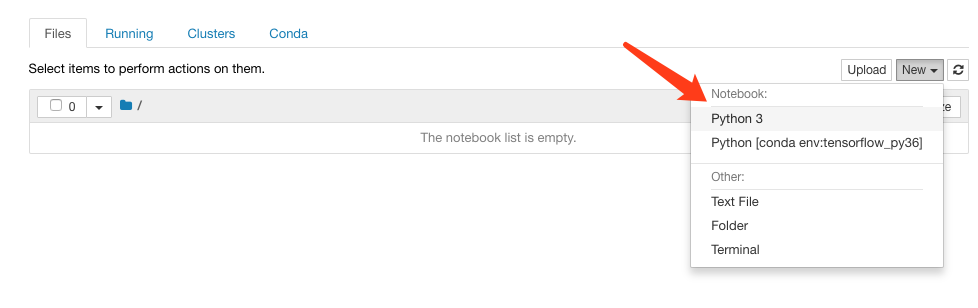 Files Running Clusters Conda
Select items to perform actions on them.
Upload New
0 /
Notebook:
The notebook list is empty.
Python 3
Python [conda env:tensorflow_py36]
Other:
Text File
Folder
Terminal